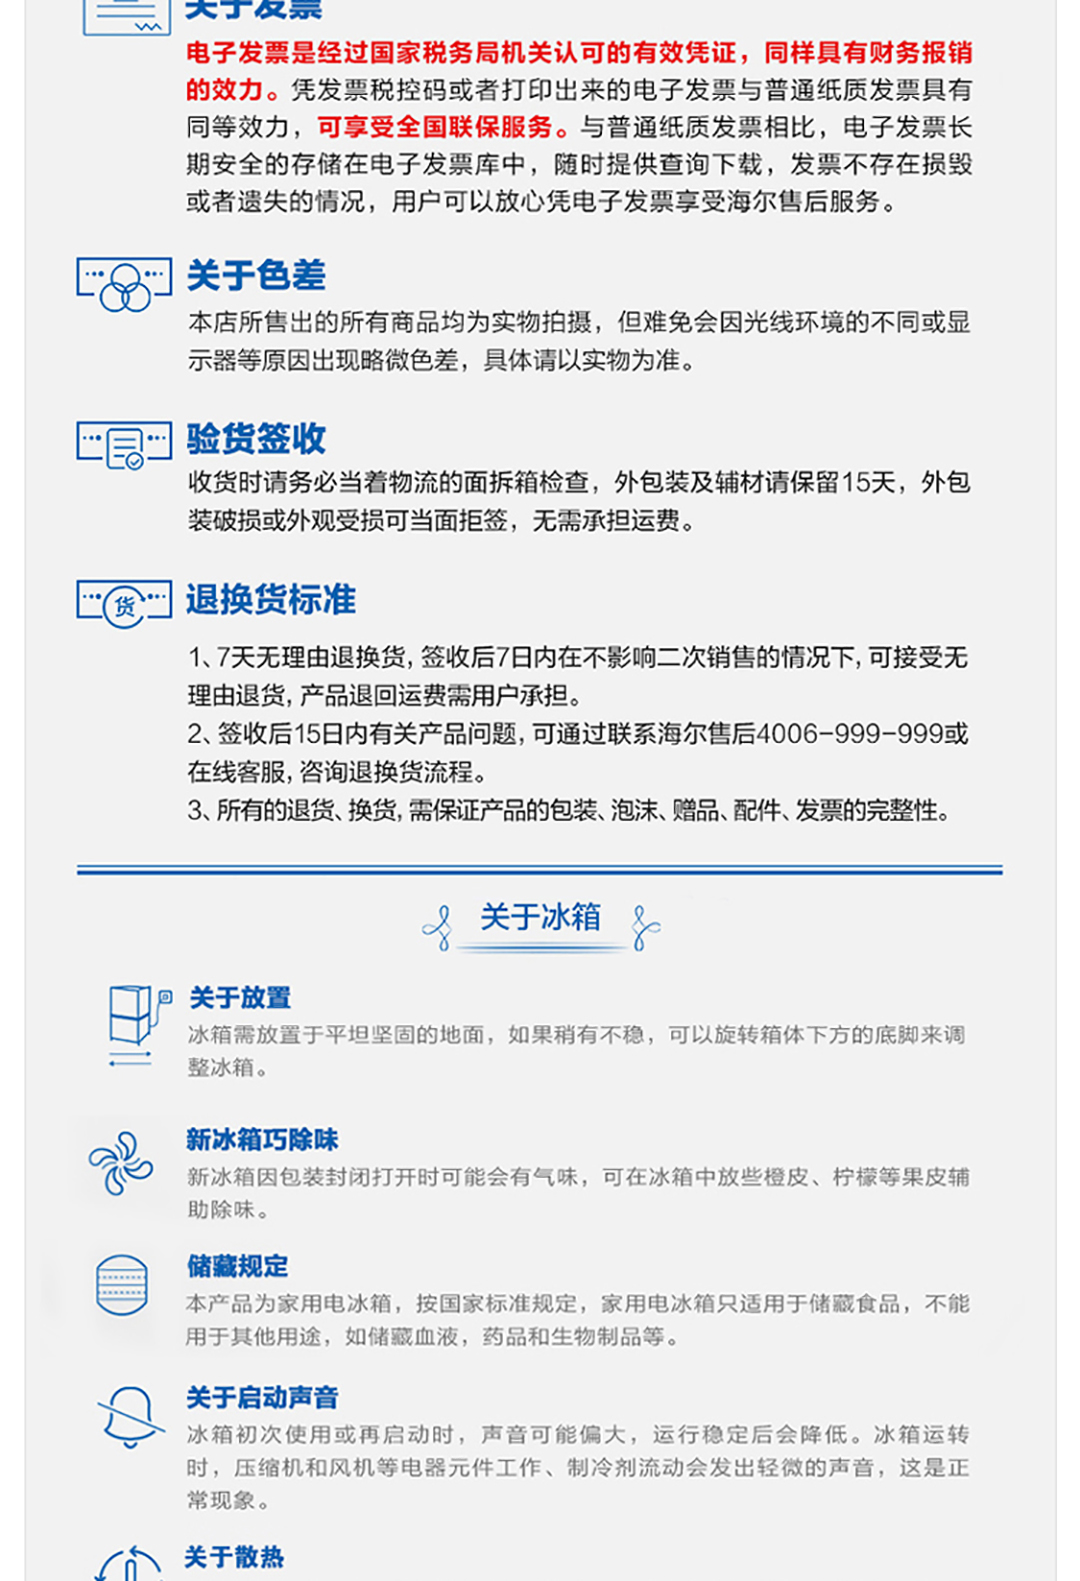 关于发票
电子发票是经过国家税务局机关认可的有效凭证，同样具有财务报销
的效力。凭发票税控码或者打印出来的电子发票与普通纸质发票具有
同等效力，可享受全国联保服务。与普通纸质发票相比，电子发票长
期安全的存储在电子发票库中，随时提供查询下载，发票不存在损毁
或者遗失的情况，用户可以放心凭电子发票享受海尔售后服务。
关于色差
本店所售出的所有商品均为实物拍摄，但难免会因光线环境的不同或显
示器等原因出现略微色差，具体请以实物为准。
验货签收
收货时请务必当着物流的面拆箱检查，外包装及辅材请保留15天，外包
装破损或外观受损可当面拒签，无需承担运费。
货
退换货标准
1、7天无理由退换货，签收后7日内在不影响二次销售的情况下，可接受无
理由退货，产品退回运费需用户承担。
2、签收后15日内有关产品问题，可通过联系海尔售后4006-999-999或
在线客服，咨询退换货流程。
3、所有的退货、换货，需保证产品的包装、泡沫、赠品、配件、发票的完整性。
关于冰箱
关于放置
冰箱需放置于平坦坚固的地面，如果稍有不稳，可以旋转箱体下方的底脚来调
整冰箱。
新冰箱巧除味
新冰箱因包装封闭打开时可能会有气味，可在冰箱中放些橙皮、柠檬等果皮辅
助除味。
储藏规定
本产品为家用电冰箱，按国家标准规定，家用电冰箱只适用于储藏食品，不能
用于其他用途，如储藏血液，药品和生物制品等。
关于启动声音
冰箱初次使用或再启动时，声音可能偏大，运行稳定后会降低。冰箱运转
时，压缩机和风机等电器元件工作、制冷剂流动会发出轻微的声音，这是正
常现象。
关于散热